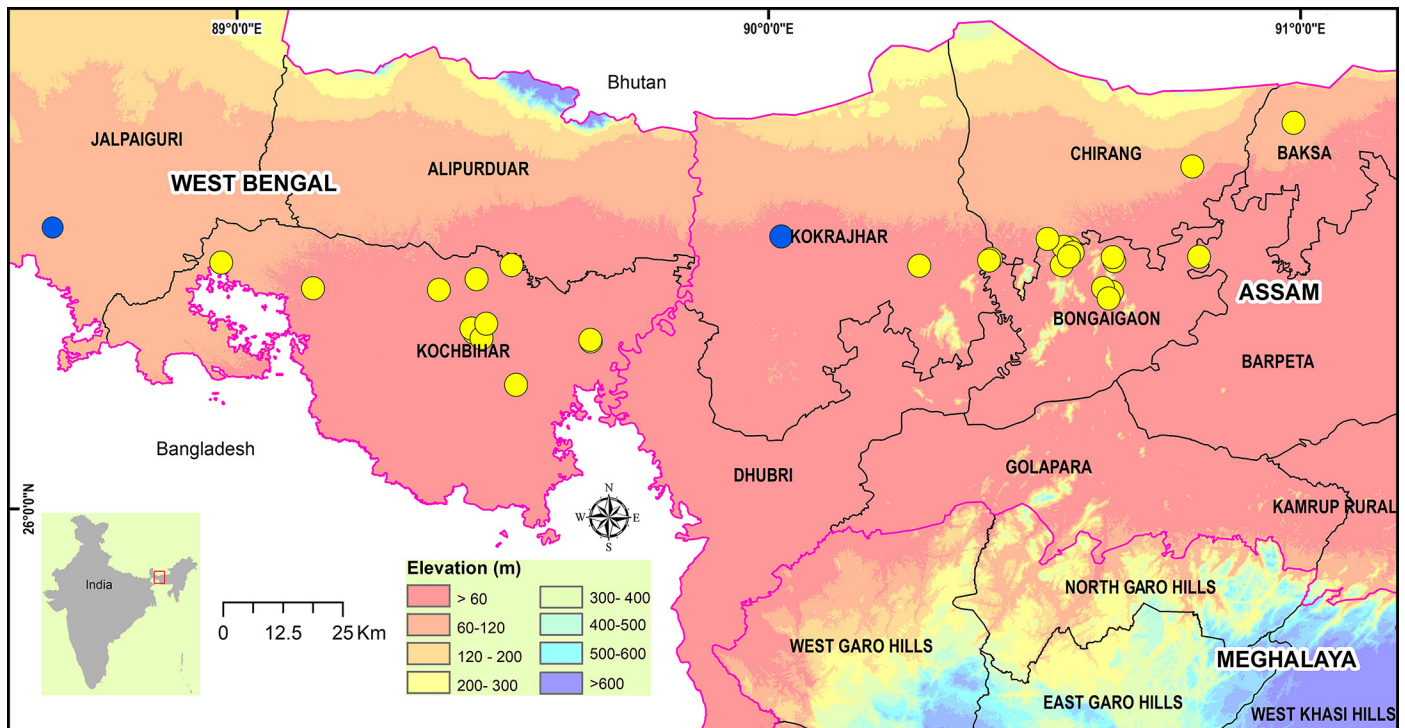 89°0'0"E
90°0'0"E
91°0'0"E
Bhutan
JALPAIGURI
ALIPURDUAR
CHIRANG
BAKSA
WEST BENGAL
KOKRAJHAR
ASSAM
BONGAIGAON
KOCHBIHAR
BARPETA
Bangladesh
DHUBRI
GOLAPARA
26°0'0"N
KAMRUP RURAL
N
W
E
S
India
Elevation (m)
> 60
60-120
120 - 200
200- 300
300- 400
400-500
500-600
>600
0 12.5 25 Km
NORTH GARO HILLS
WEST GARO HILLS
MEGHALAYA
EAST GARO HILLS
WEST KHASI HILLS